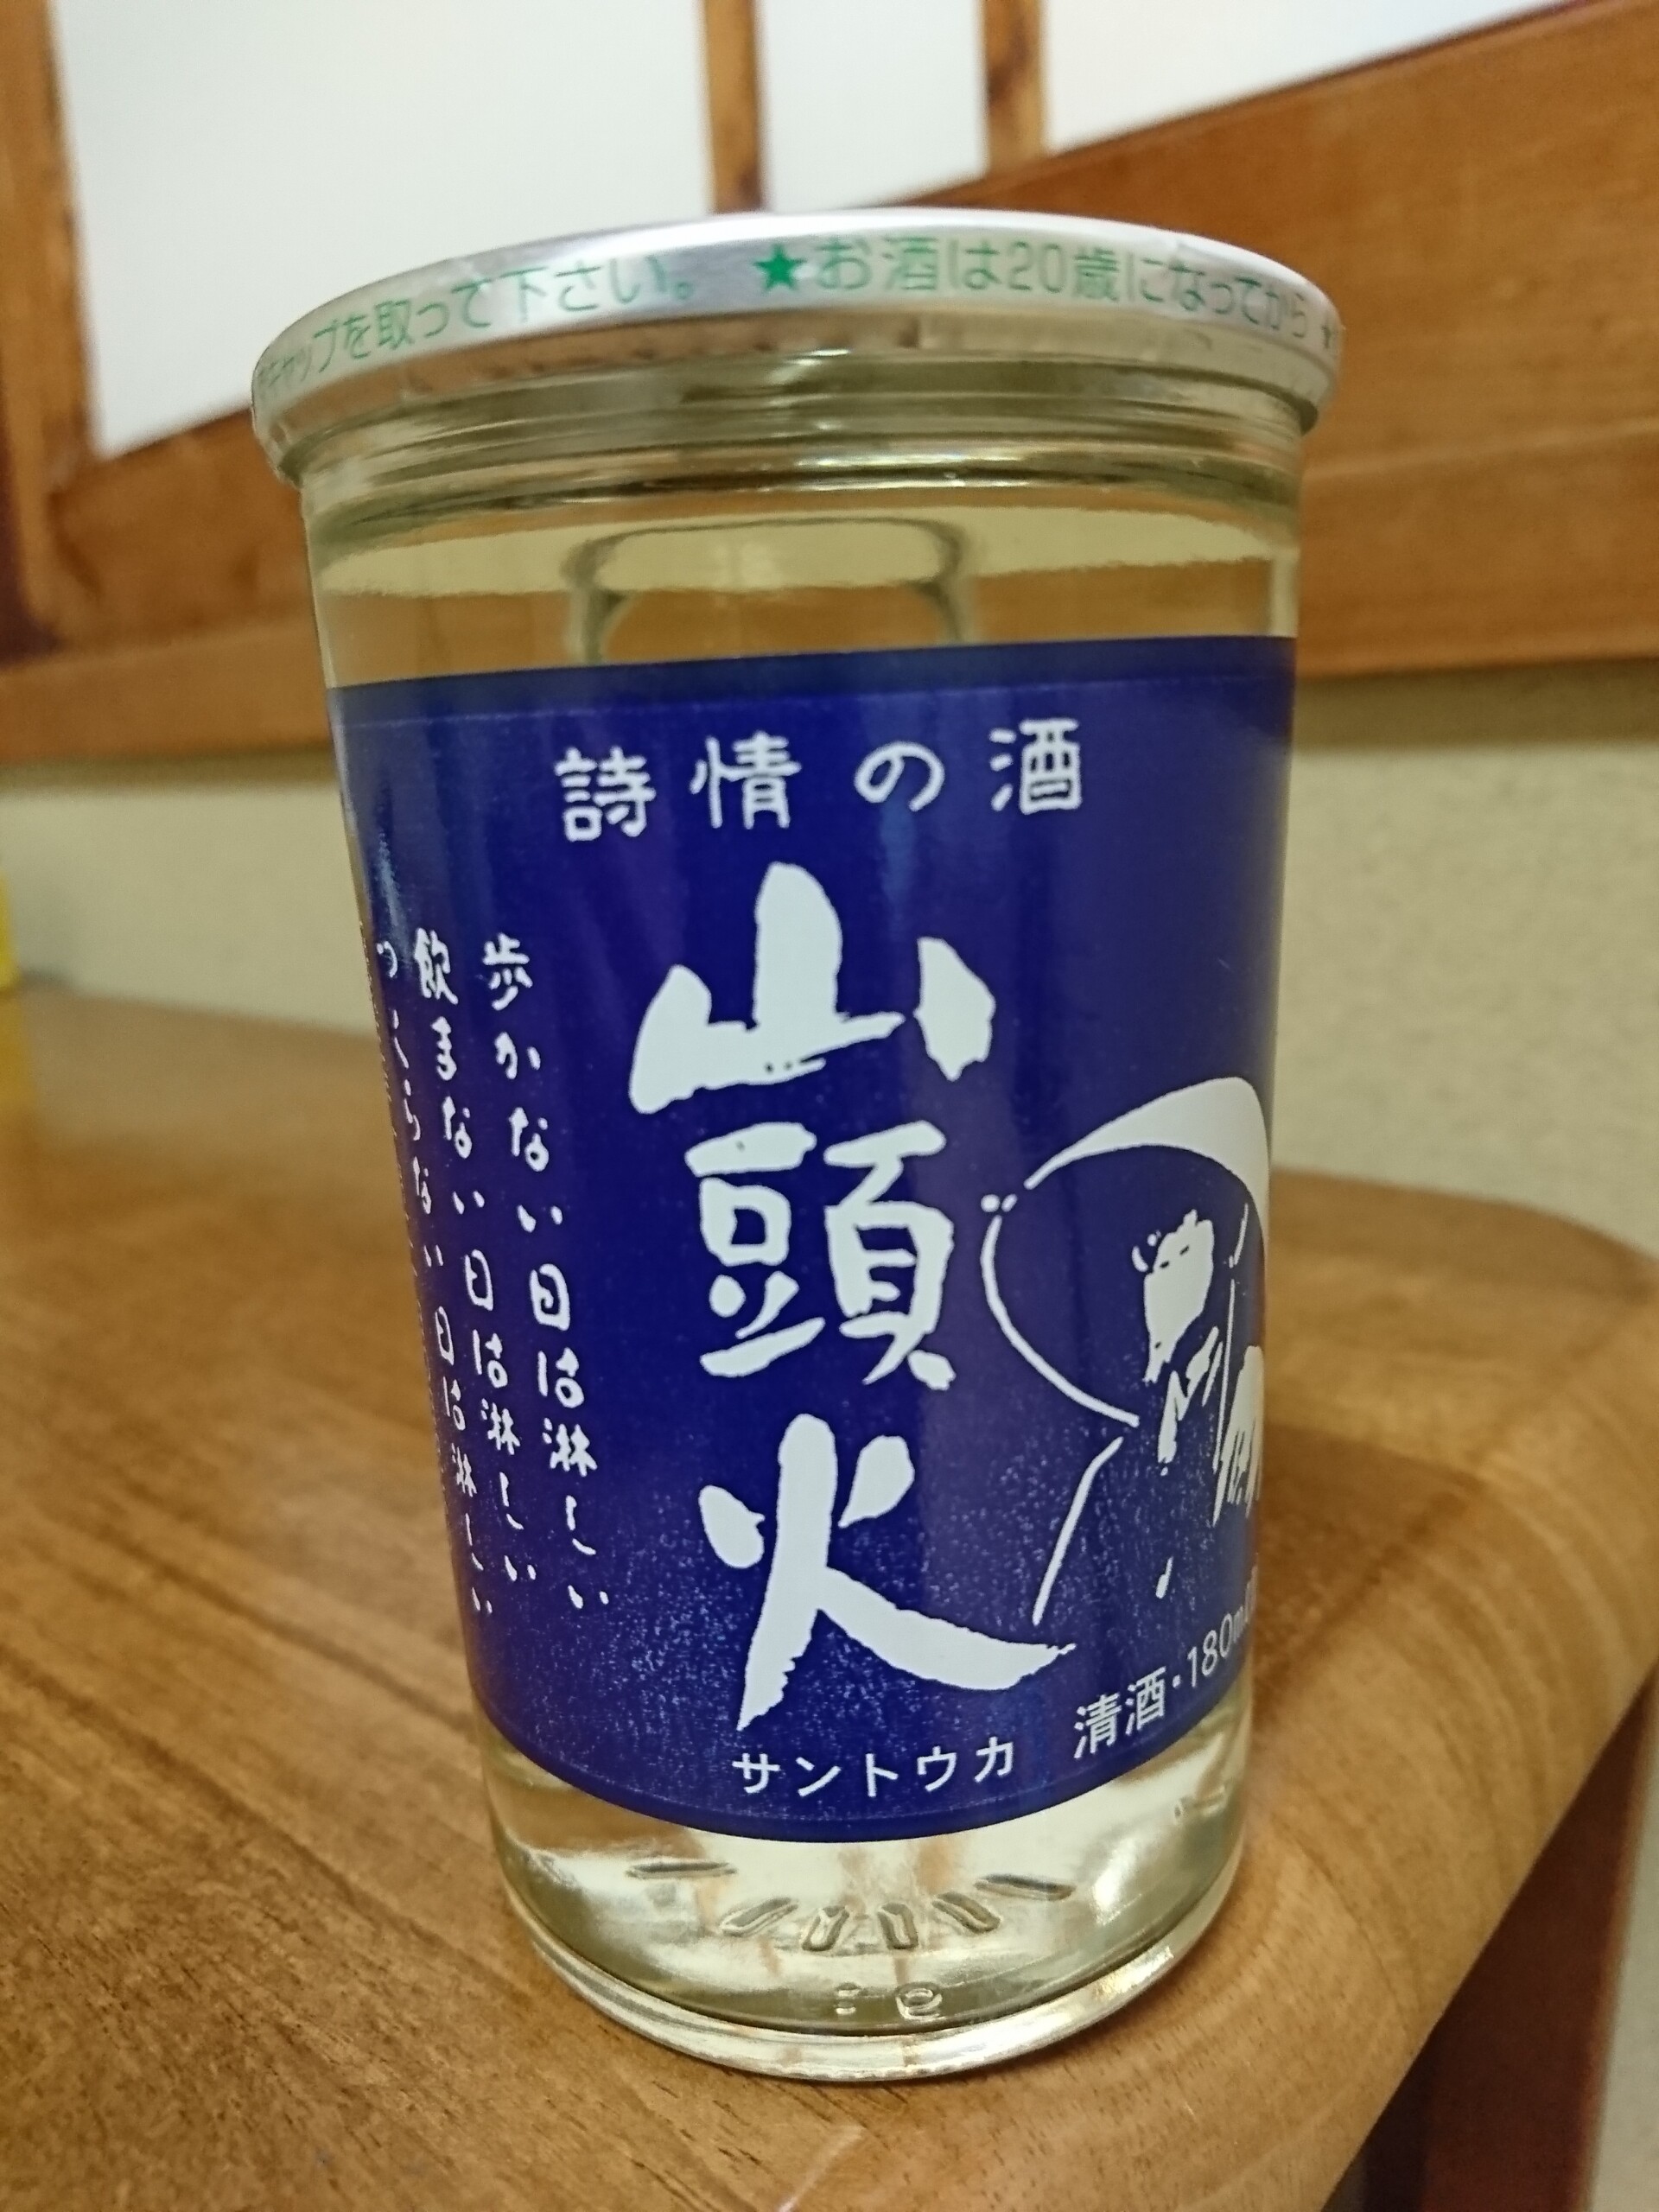 キャップを取って下さい。 ★お酒は20歳になってから
詩情の酒
山頭火
サントウカ
清酒・180ml
歩かない日は淋しい
飲まない日は淋しい
つくらない日は淋しい